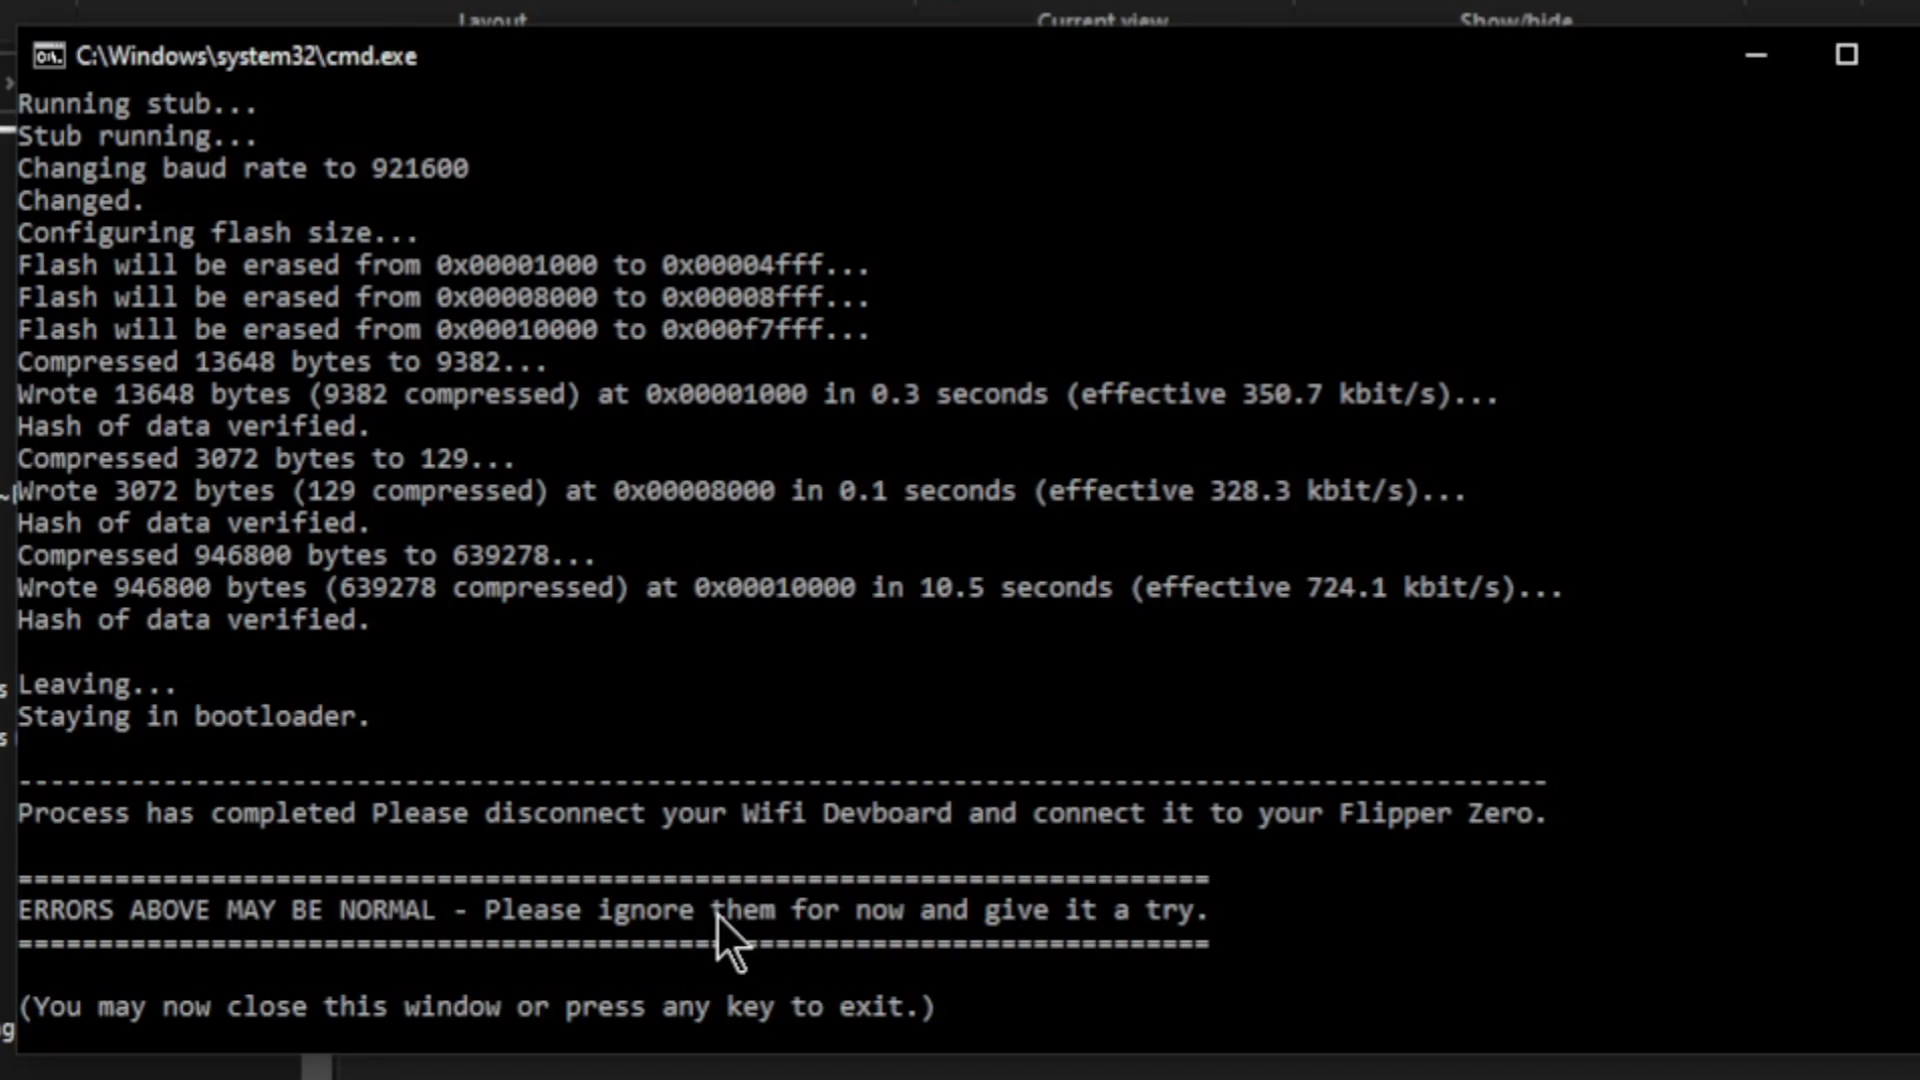 Layout Current view Show/hide
C:\Windows\system32\cmd.exe
Running stub...
Stub running...
Changing baud rate to 921600
Changed.
Configuring flash size...
Flash will be erased from 0x00001000 to 0x00004fff...
Flash will be erased from 0x00008000 to 0x00008fff...
Flash will be erased from 0x00010000 to 0x000f7fff...
Compressed 13648 bytes to 9382...
Wrote 13648 bytes (9382 compressed) at 0x00001000 in 0.3 seconds (effective 350.7 kbit/s)...
Hash of data verified.
Compressed 3072 bytes to 129...
Wrote 3072 bytes (129 compressed) at 0x00008000 in 0.1 seconds (effective 328.3 kbit/s)...
Hash of data verified.
Compressed 946800 bytes to 639278...
Wrote 946800 bytes (639278 compressed) at 0x00010000 in 10.5 seconds (effective 724.1 kbit/s)...
Hash of data verified.
Leaving...
Staying in bootloader.
-----------------------------------------------------------------------------------------------
Process has completed Please disconnect your Wifi Devboard and connect it to your Flipper Zero.
==========================================================================
ERRORS ABOVE MAY BE NORMAL - Please ignore them for now and give it a try.
==========================================================================
(You may now close this window or press any key to exit.)